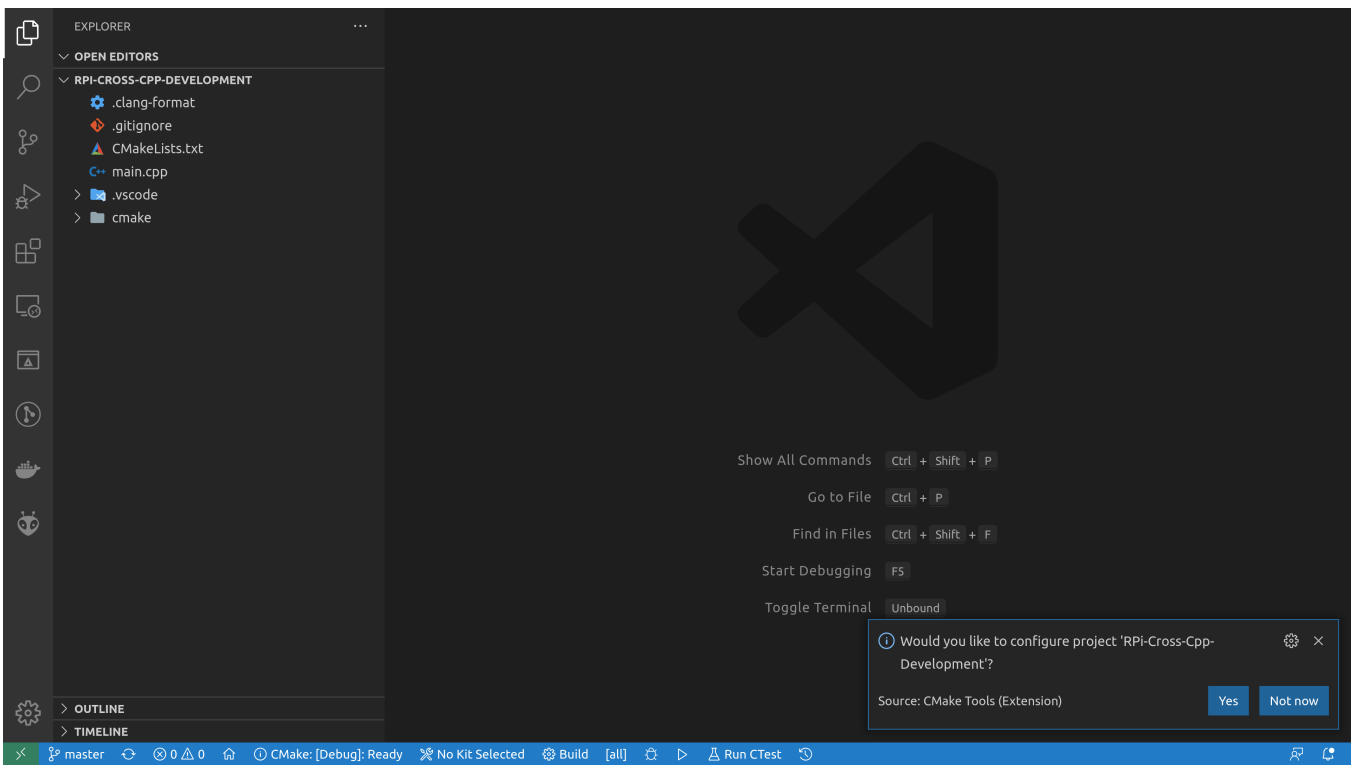 EXPLORER ...
OPEN EDITORS
RPI-CROSS-CPP-DEVELOPMENT
.clang-format
.gitignore
CMakeLists.txt
C++ main.cpp
.vscode
cmake
Show All Commands Ctrl + Shift + P
Go to File Ctrl + P
Find in Files Ctrl + Shift + F
Start Debugging F5
Toggle Terminal Unbound
Would you like to configure project 'RPi-Cross-Cpp-
Development'?
Source: CMake Tools (Extension) Yes Not now
OUTLINE
TIMELINE
master 0 0 CMake: [Debug]: Ready No Kit Selected Build [all] Run CTest